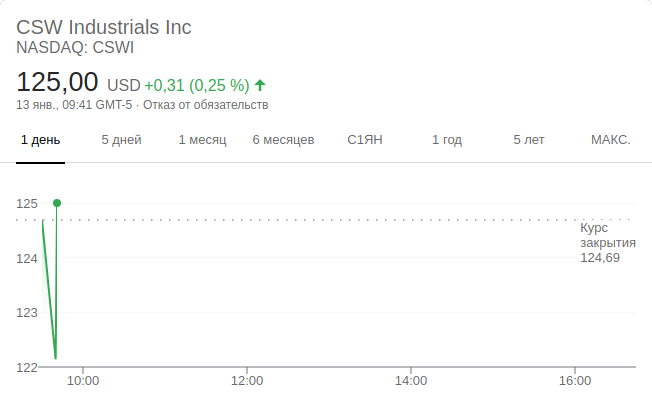 CSW Industrials Inc
NASDAQ: CSWI
125,00 USD +0,31 (0,25 %)
13 янв., 09:41 GMT-5 · Отказ от обязательств
1 день 5 дней 1 месяц 6 месяцев С1ЯН 1 год 5 лет МАКС.
125
Курс
закрытия
124,69
124
123
122
10:00 12:00 14:00 16:00